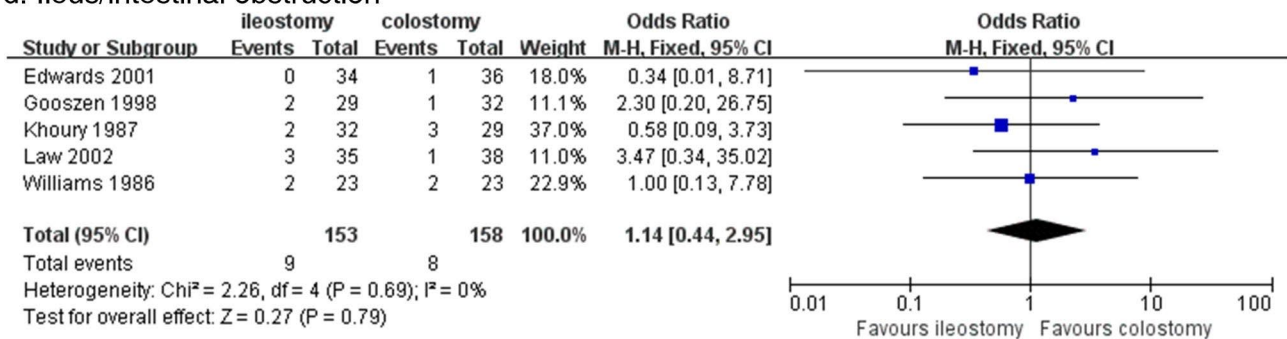 d. Ileus/intestinal obstruction
ileostomy colostomy Odds Ratio Odds Ratio
Study or Subgroup Events Total Events Total Weight M-H, Fixed, 95% CI M-H, Fixed, 95% CI
Edwards 2001 0 34 1 36 18.0% 0.34 [0.01, 8.71]
Gooszen 1998 2 29 1 32 11.1% 2.30 [0.20, 26.75]
Khoury 1987 2 32 3 29 37.0% 0.58 [0.09, 3.73]
Law 2002 3 35 1 38 11.0% 3.47 [0.34, 35.02]
Williams 1986 2 23 2 23 22.9% 1.00 [0.13, 7.78]
Total (95% CI) 153 158 100.0% 1.14 [0.44, 2.95]
Total events 9 8
Heterogeneity: Chi² = 2.26, df = 4 (P = 0.69); I² = 0%
Test for overall effect: Z = 0.27 (P = 0.79)
0.01 0.1 1 10 100
Favours ileostomy Favours colostomy